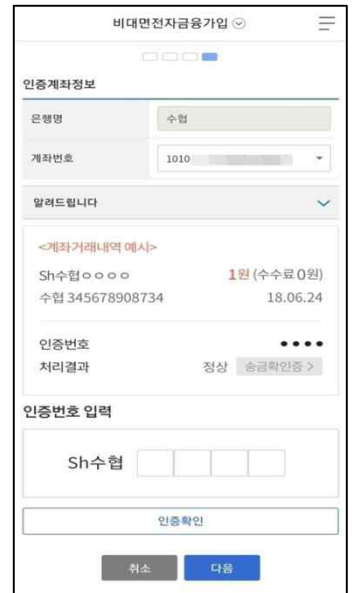 비대면전자금융가입
인증계좌정보
은행명 수협
계좌번호 1010
알려드립니다
<계좌거래내역 예시>
Sh수협ㅇㅇㅇㅇ 1원 (수수료 0원)
수협 345678908734 18.06.24
인증번호 ●●●●
처리결과 정상 송금확인증 >
인증번호 입력
Sh수협
인증확인
취소 다음